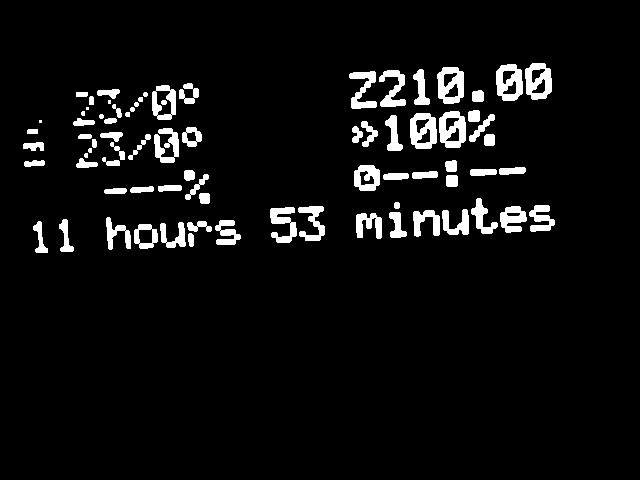 23/0° Z210.00
23/0° »100%
---% --:--
11 hours 53 minutes